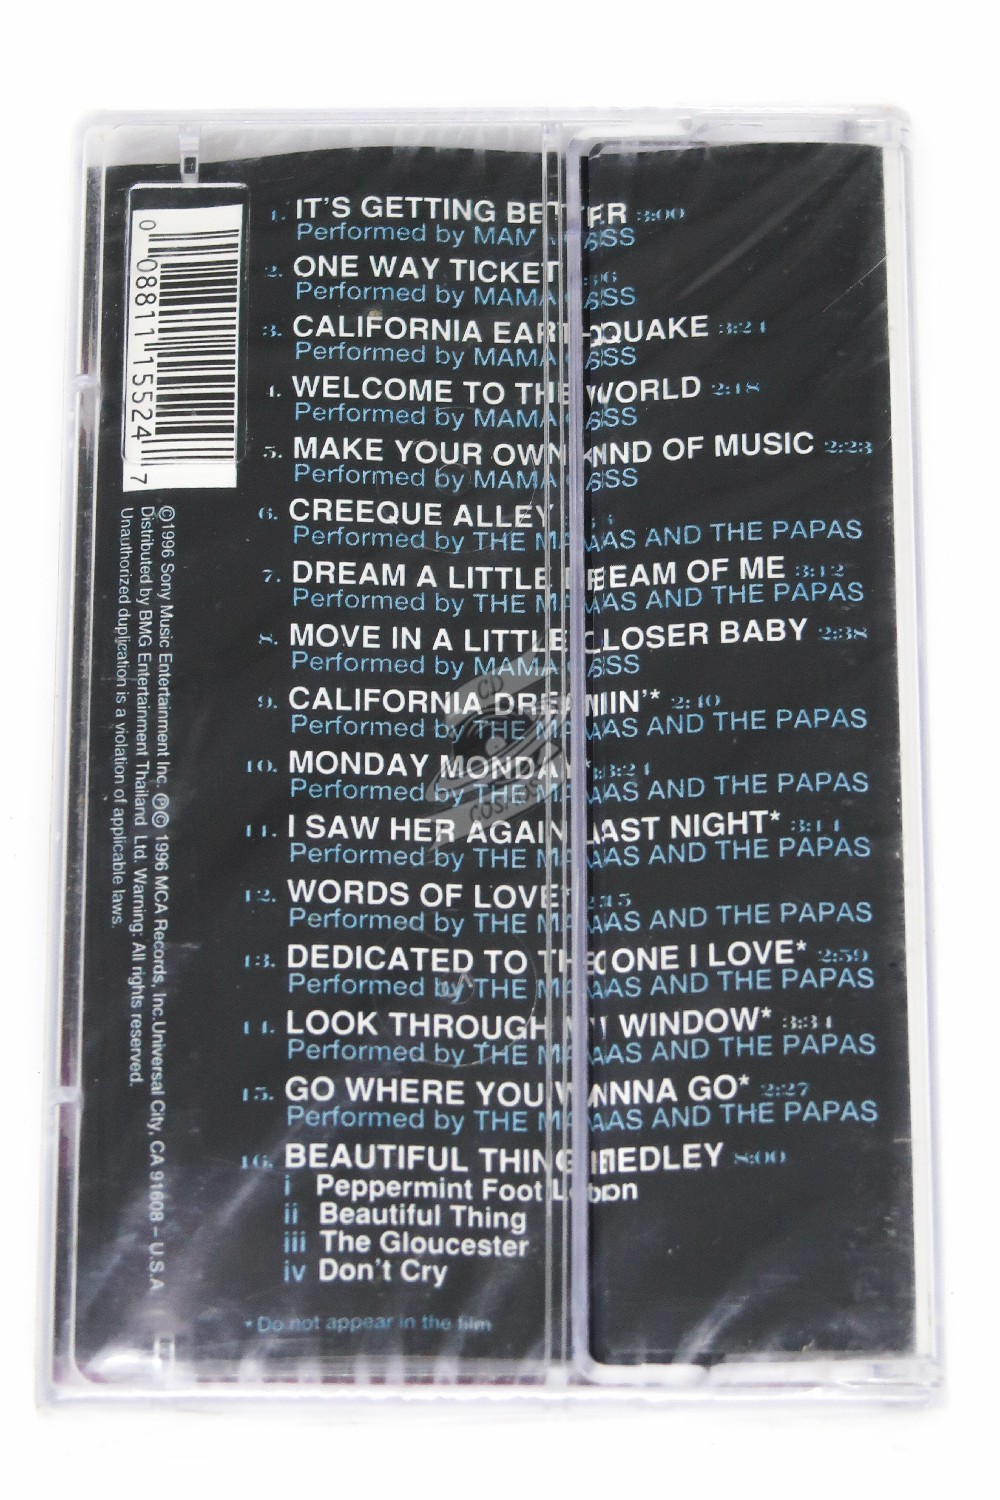 1. IT'S GETTING BETTER 3:00
Performed by MAMA CASS
2. ONE WAY TICKET
Performed by MAMA CASS
3. CALIFORNIA EARTHQUAKE 3:24
Performed by MAMA CASS
4. WELCOME TO THE WORLD 2:18
Performed by MAMA CASS
5. MAKE YOUR OWN KIND OF MUSIC 2:23
Performed by MAMA CASS
6. CREEQUE ALLEY
Performed by THE MAMAS AND THE PAPAS
7. DREAM A LITTLE DREAM OF ME 3:12
Performed by THE MAMAS AND THE PAPAS
8. MOVE IN A LITTLE CLOSER BABY 2:38
Performed by MAMA CASS
9. CALIFORNIA DREAMIN'* 2:40
Performed by THE MAMAS AND THE PAPAS
10. MONDAY MONDAY* 3:24
Performed by THE MAMAS AND THE PAPAS
11. I SAW HER AGAIN LAST NIGHT* 3:14
Performed by THE MAMAS AND THE PAPAS
12. WORDS OF LOVE* 2:15
Performed by THE MAMAS AND THE PAPAS
13. DEDICATED TO THE ONE I LOVE* 2:59
Performed by THE MAMAS AND THE PAPAS
14. LOOK THROUGH MY WINDOW* 3:34
Performed by THE MAMAS AND THE PAPAS
15. GO WHERE YOU WANNA GO* 2:27
Performed by THE MAMAS AND THE PAPAS
16. BEAUTIFUL THING MEDLEY 8:00
i Peppermint Foot Lotion
ii Beautiful Thing
iii The Gloucester
iv Don't Cry
* Do not appear in the film
0 08811 15524 7
©1996 Sony Music Entertainment Inc. ℗© 1996 MCA Records, Inc. Universal City, CA 91608 – U.S.A
Distributed by BMG Entertainment Thailand Ltd. Warning: All rights reserved.
Unauthorized duplication is a violation of applicable laws.
CD
COSMOS